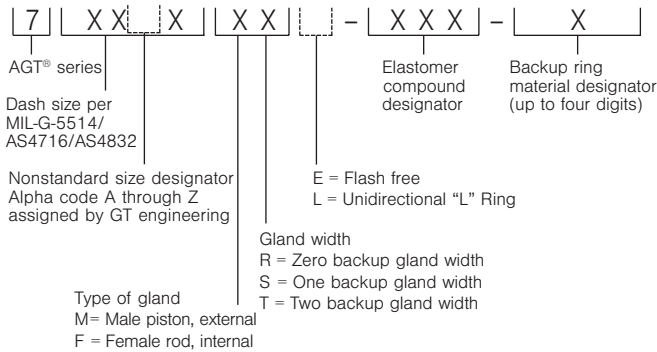 7 X X X X X – X X X – X
AGT® series
Dash size per
MIL-G-5514/
AS4716/AS4832
Nonstandard size designator
Alpha code A through Z
assigned by GT engineering
Elastomer
compound
designator
Backup ring
material designator
(up to four digits)
E = Flash free
L = Unidirectional “L” Ring
Gland width
R = Zero backup gland width
S = One backup gland width
T = Two backup gland width
Type of gland
M= Male piston, external
F = Female rod, internal